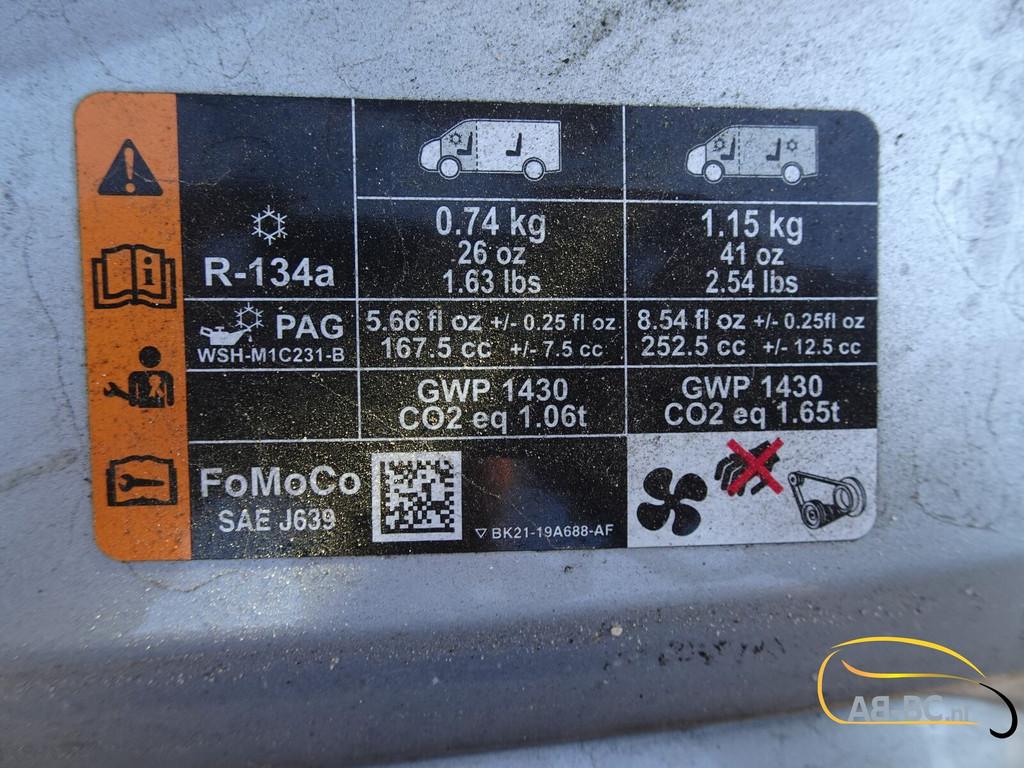 0.74 kg
26 oz
1.63 lbs
1.15 kg
41 oz
2.54 lbs
R-134a
PAG
WSH-M1C231-B
5.66 fl oz +/- 0.25 fl oz
167.5 cc +/- 7.5 cc
8.54 fl oz +/- 0.25fl oz
252.5 cc +/- 12.5 cc
GWP 1430
CO2 eq 1.06t
GWP 1430
CO2 eq 1.65t
FoMoCo
SAE J639
BK21-19A688-AF
AB-BC.nl